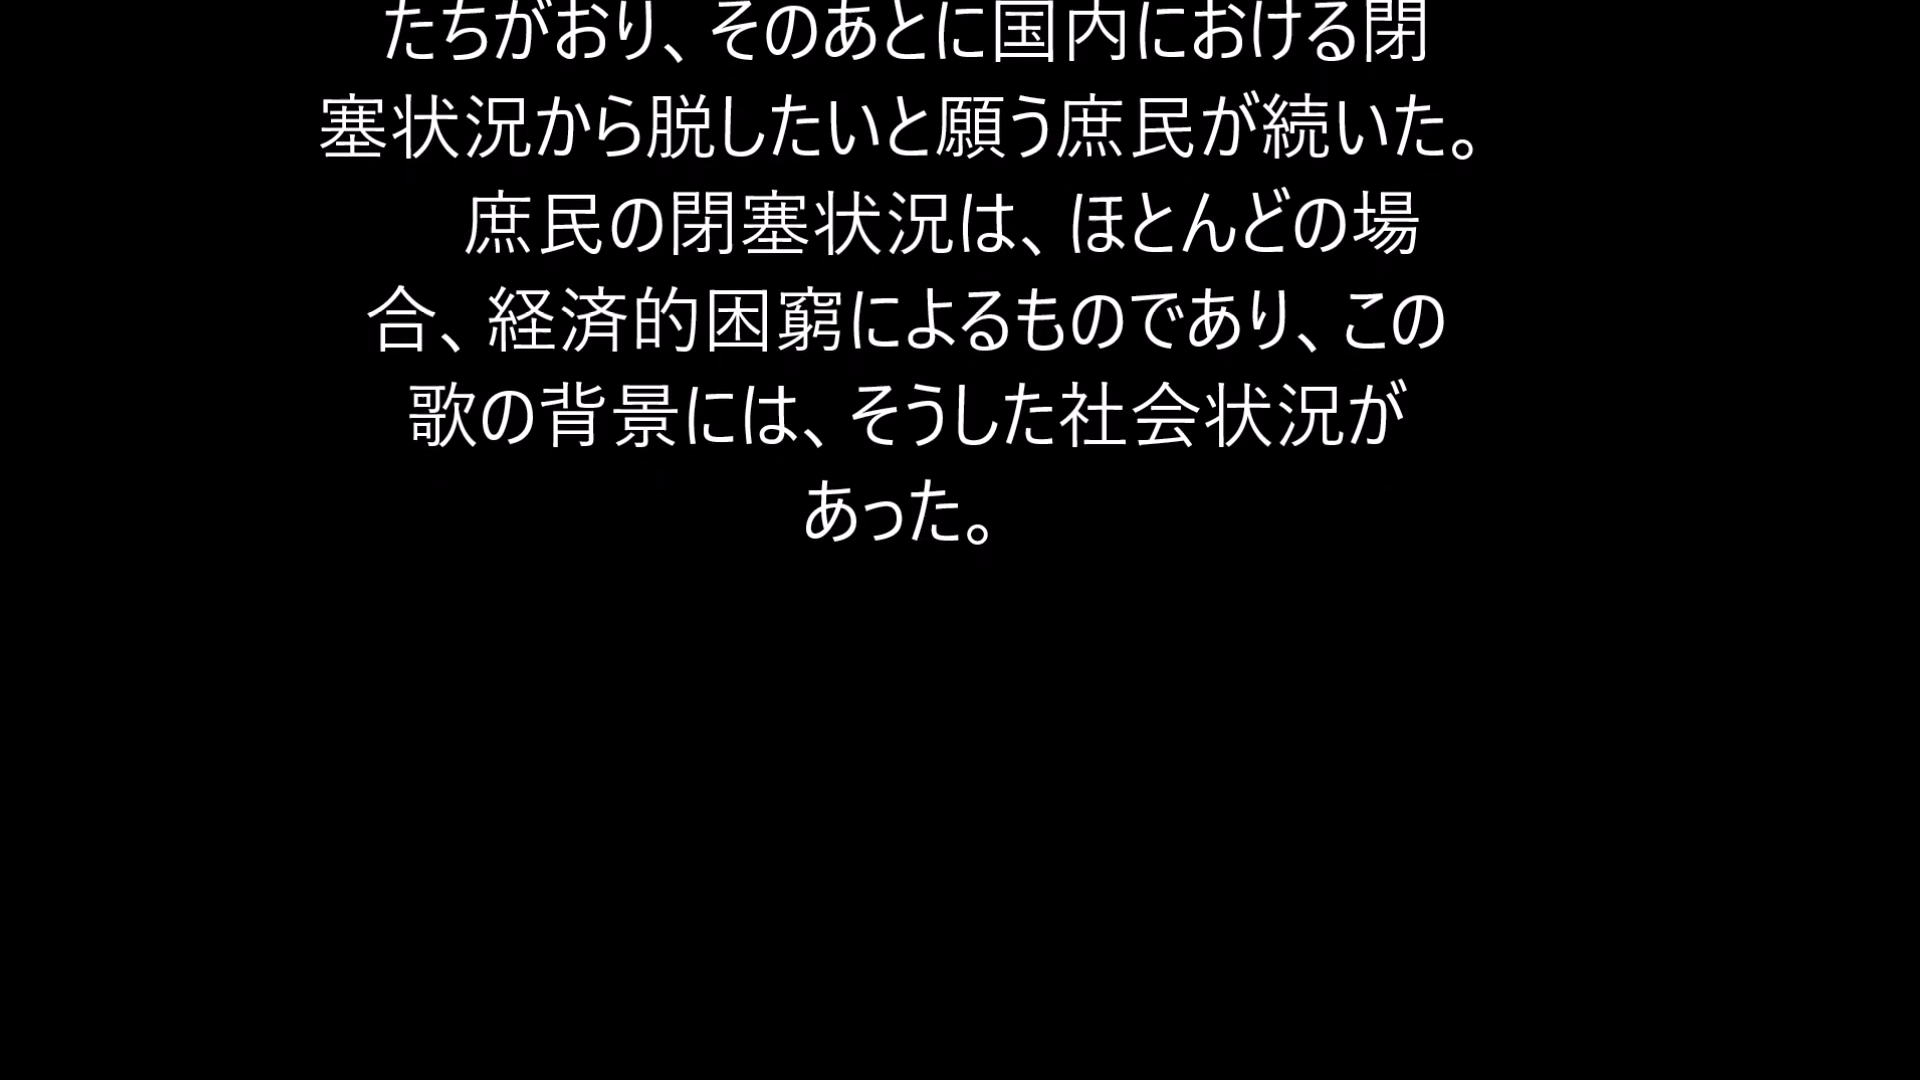 たちがおり、そのあとに国内における閉
塞状況から脱したいと願う庶民が続いた。
庶民の閉塞状況は、ほとんどの場
合、経済的困窮によるものであり、この
歌の背景には、そうした社会状況が
あった。